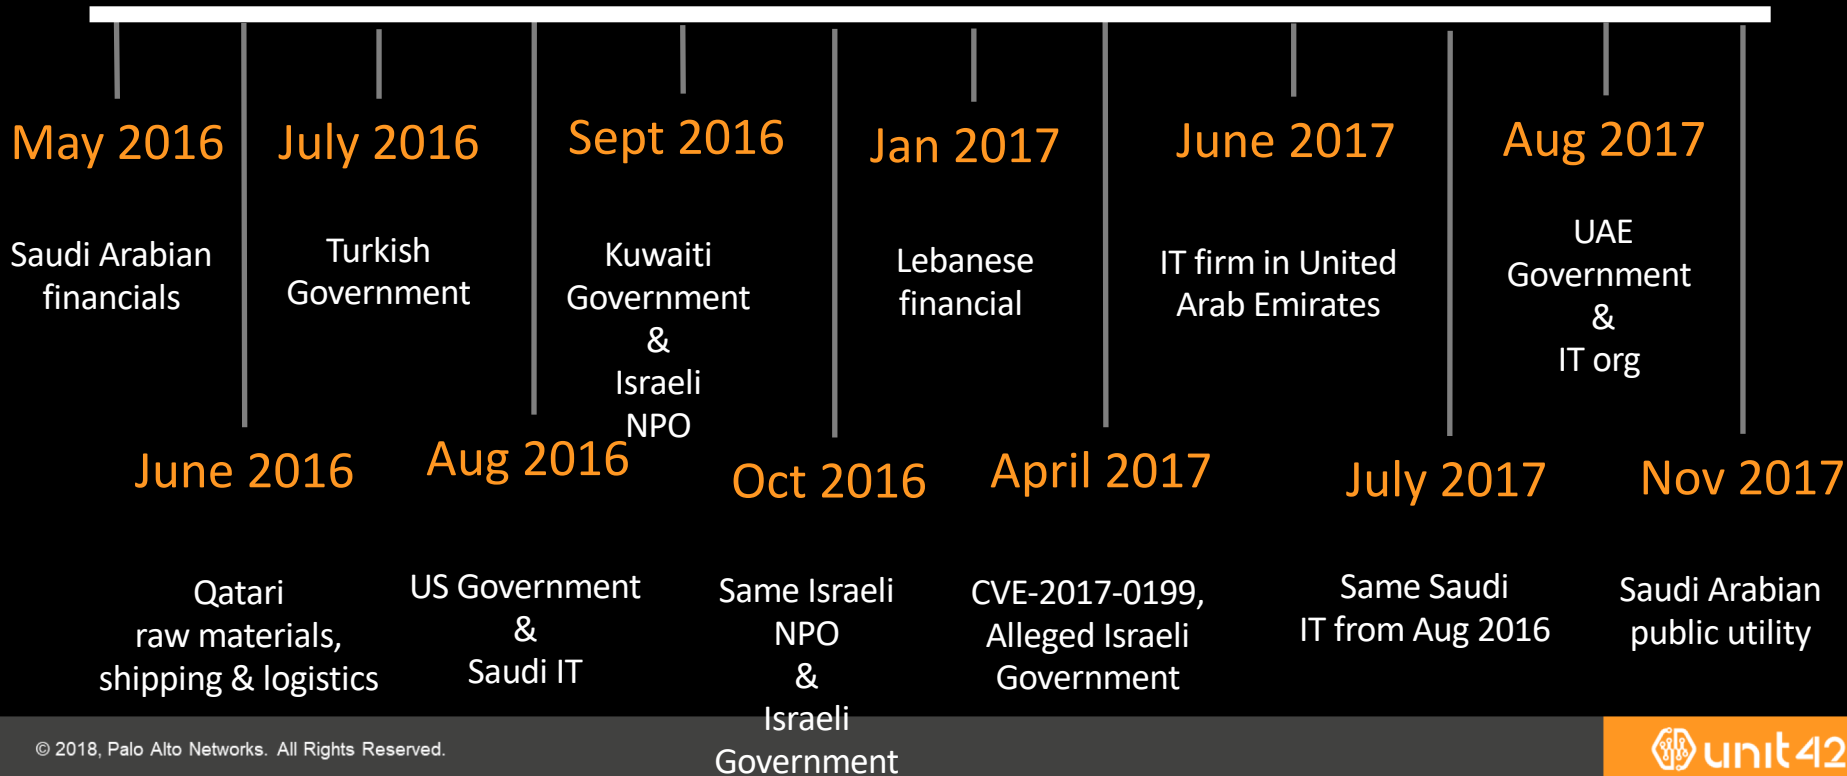 May 2016
Saudi Arabian
financials
June 2016
Qatari
raw materials,
shipping & logistics
July 2016
Turkish
Government
Aug 2016
US Government
&
Saudi IT
Sept 2016
Kuwaiti
Government
&
Israeli
NPO
Oct 2016
Same Israeli
NPO
&
Israeli
Government
Jan 2017
Lebanese
financial
April 2017
CVE-2017-0199,
Alleged Israeli
Government
June 2017
IT firm in United
Arab Emirates
July 2017
Same Saudi
IT from Aug 2016
Aug 2017
UAE
Government
&
IT org
Nov 2017
Saudi Arabian
public utility
© 2018, Palo Alto Networks. All Rights Reserved.
unit42